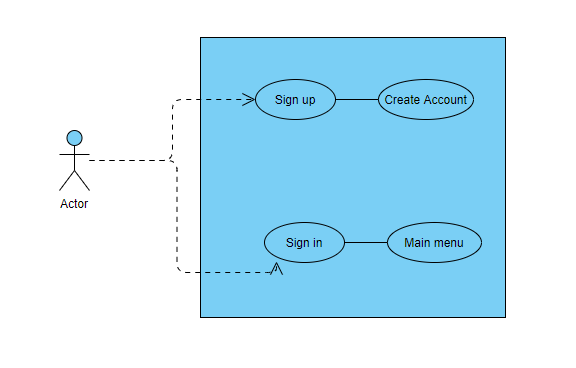 Sign up
Create Account
Actor
Sign in
Main menu